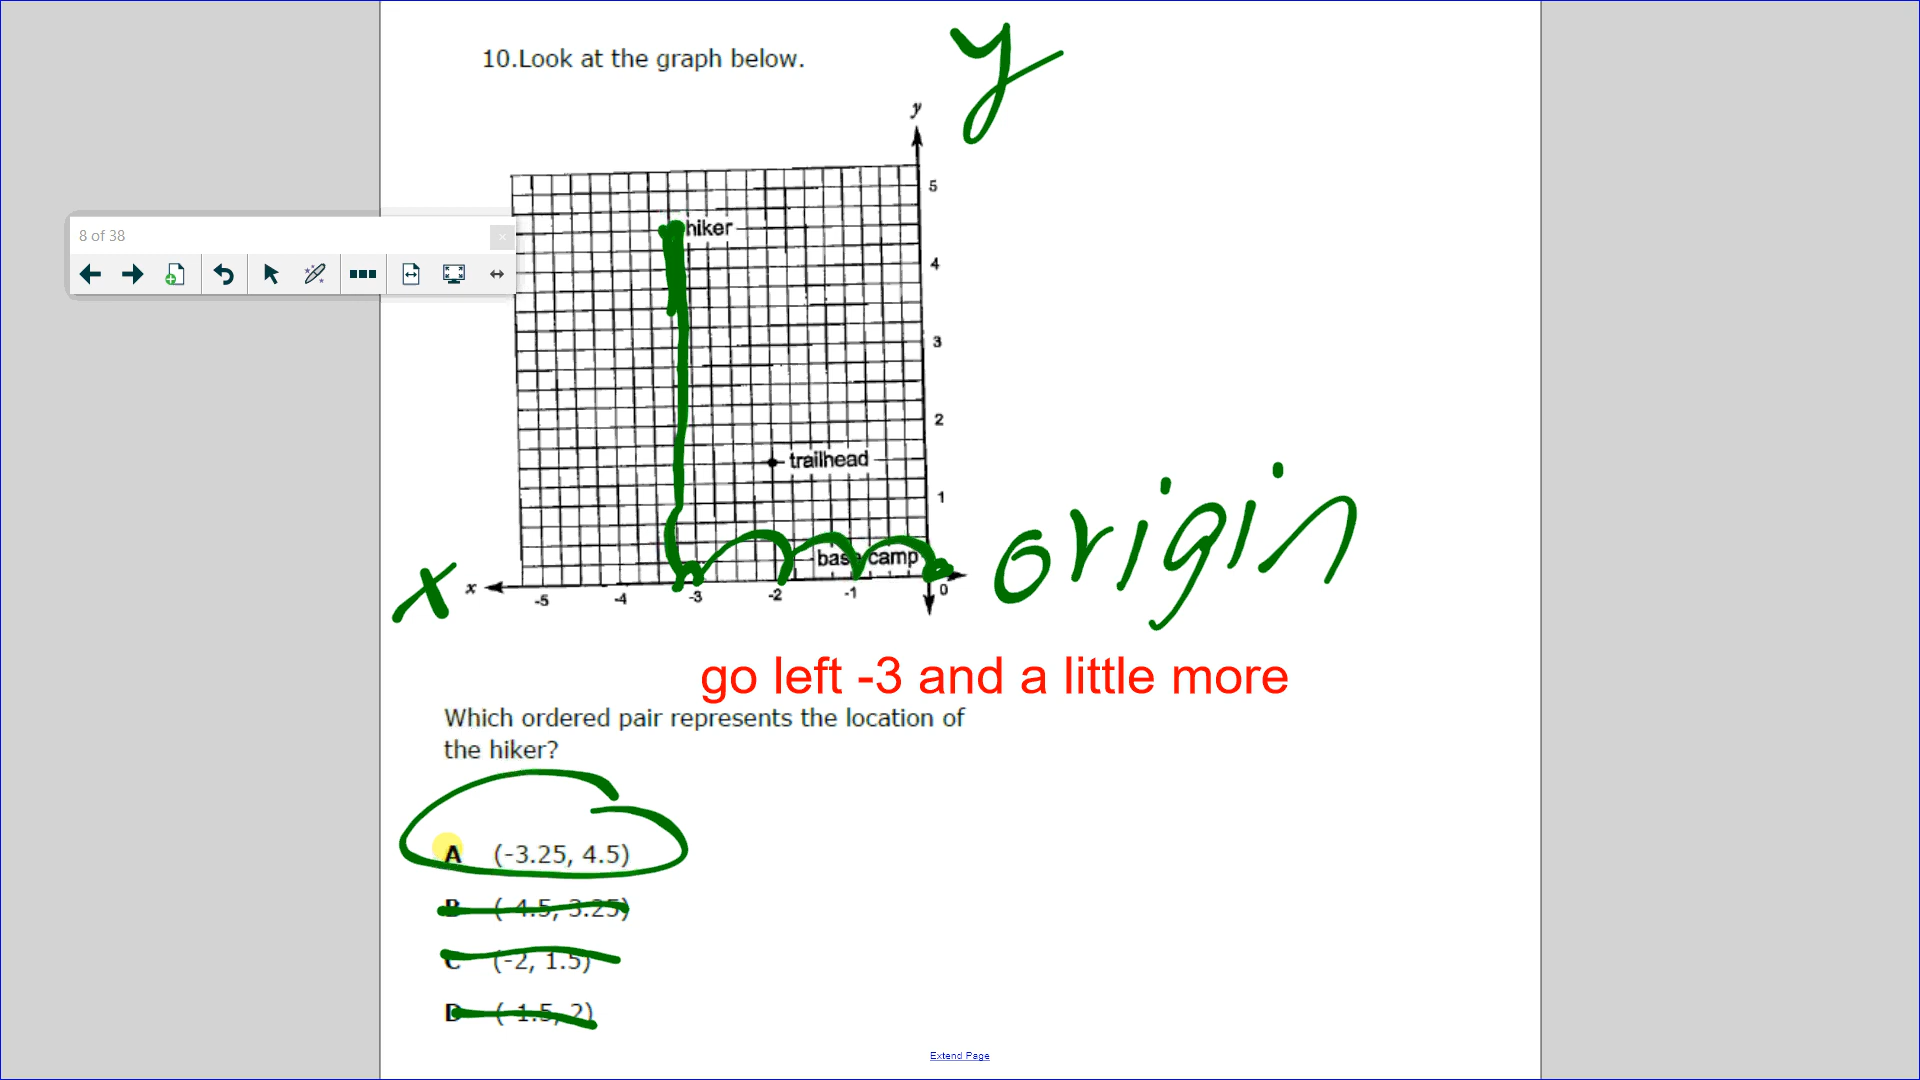 10.Look at the graph below.
y
y
5
8 of 38
hiker
4
3
2
trailhead
1
origin
base camp
x
x
-5 -4 -3 -2 -1 0
go left -3 and a little more
Which ordered pair represents the location of
the hiker?
A (-3.25, 4.5)
B (-4.5, 3.25)
C (-2, 1.5)
D (-1.5, 2)
Extend Page